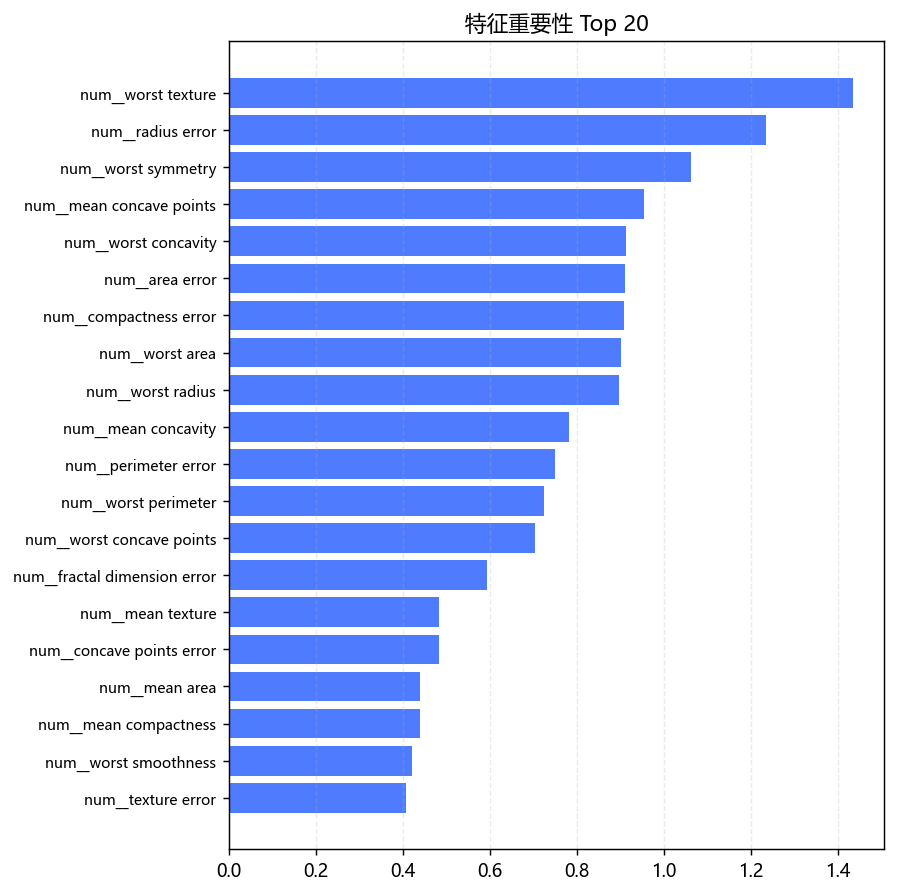 特征重要性 Top 20
num__worst texture
num__radius error
num__worst symmetry
num__mean concave points
num__worst concavity
num__area error
num__compactness error
num__worst area
num__worst radius
num__mean concavity
num__perimeter error
num__worst perimeter
num__worst concave points
num__fractal dimension error
num__mean texture
num__concave points error
num__mean area
num__mean compactness
num__worst smoothness
num__texture error
0.0 0.2 0.4 0.6 0.8 1.0 1.2 1.4